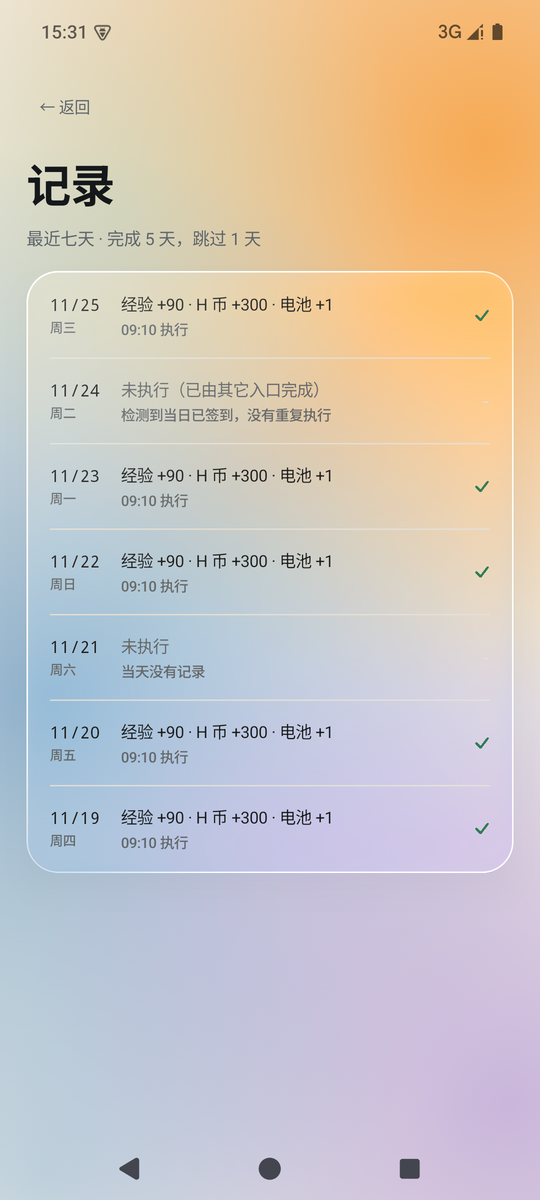 15:31
3G
← 返回
记录
最近七天 · 完成 5 天，跳过 1 天
11/25
经验 +90 · H 币 +300 · 电池 +1
周三
09:10 执行
11/24
未执行（已由其它入口完成）
周二
检测到当日已签到，没有重复执行
11/23
经验 +90 · H 币 +300 · 电池 +1
周一
09:10 执行
11/22
经验 +90 · H 币 +300 · 电池 +1
周日
09:10 执行
11/21
未执行
周六
当天没有记录
11/20
经验 +90 · H 币 +300 · 电池 +1
周五
09:10 执行
11/19
经验 +90 · H 币 +300 · 电池 +1
周四
09:10 执行